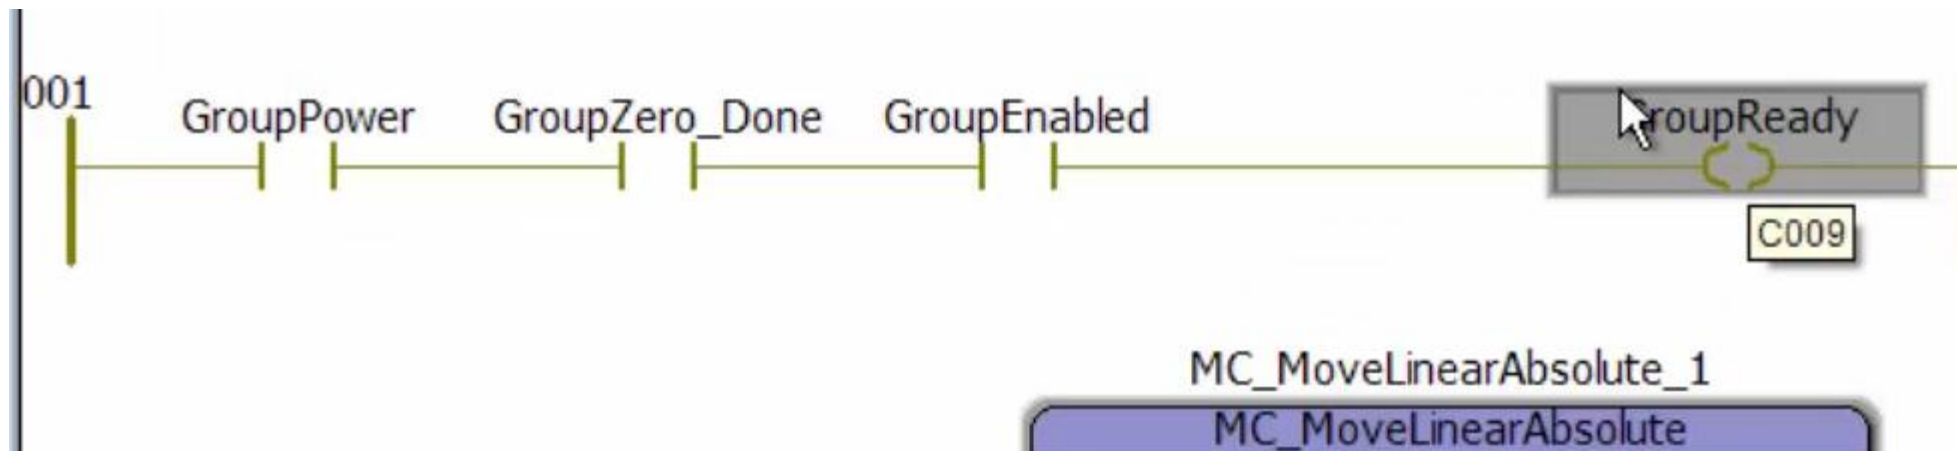 001
GroupPower GroupZero_Done GroupEnabled GroupReady
C009
MC_MoveLinearAbsolute_1
MC_MoveLinearAbsolute